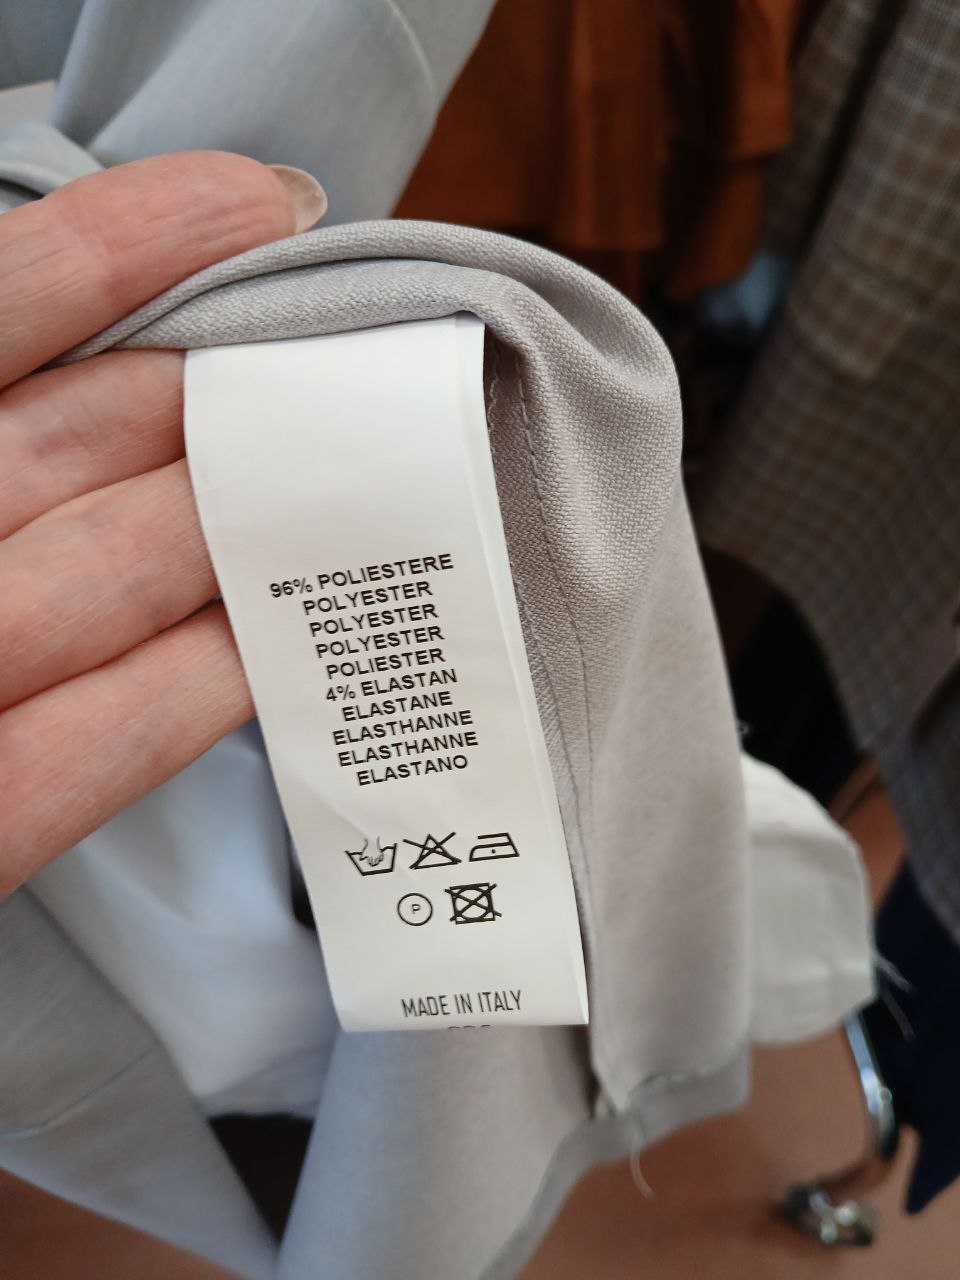 96% POLIESTERE
POLYESTER
POLYESTER
POLYESTER
POLIESTER
4% ELASTAN
ELASTANE
ELASTHANNE
ELASTHANNE
ELASTANO
P
MADE IN ITALY